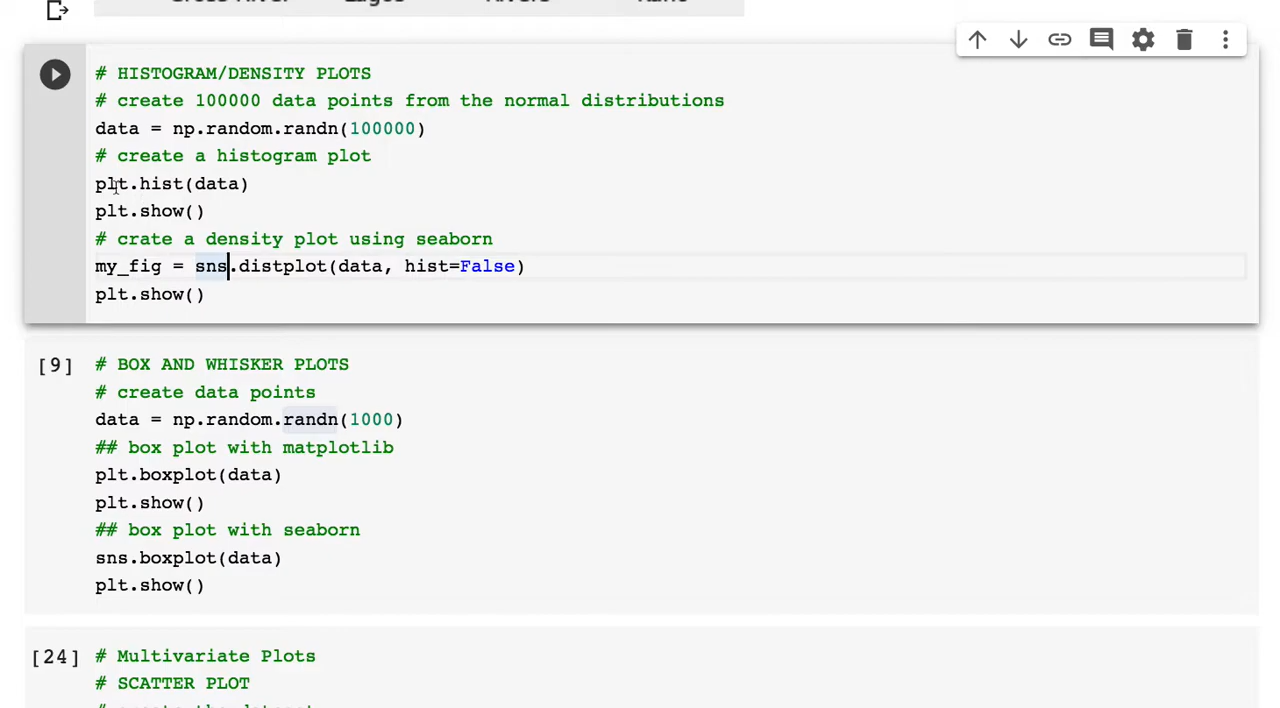 # HISTOGRAM/DENSITY PLOTS
# create 100000 data points from the normal distributions
data = np.random.randn(100000)
# create a histogram plot
plt.hist(data)
plt.show()
# crate a density plot using seaborn
my_fig = sns.distplot(data, hist=False)
plt.show()
[9]
# BOX AND WHISKER PLOTS
# create data points
data = np.random.randn(1000)
## box plot with matplotlib
plt.boxplot(data)
plt.show()
## box plot with seaborn
sns.boxplot(data)
plt.show()
[24]
# Multivariate Plots
# SCATTER PLOT